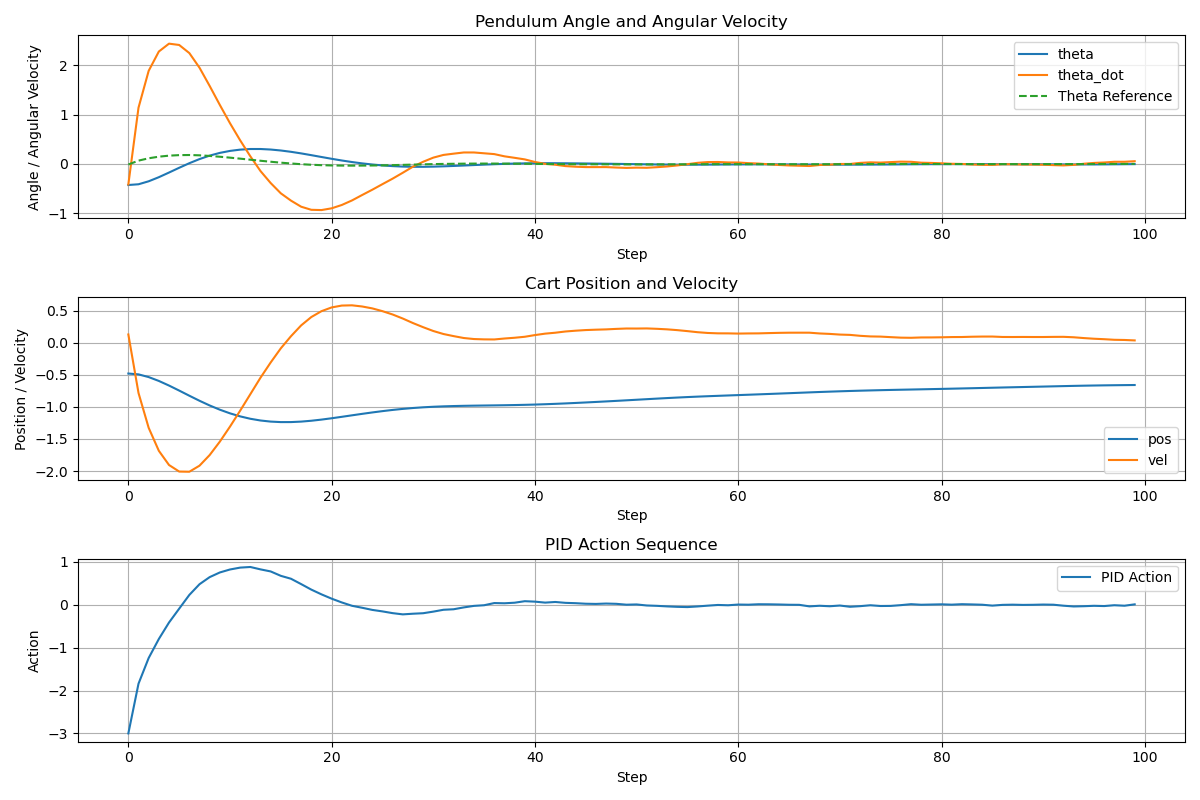 Pendulum Angle and Angular Velocity
Angle / Angular Velocity
2
1
0
−1
theta
theta_dot
Theta Reference
0 20 40 60 80 100
Step
Cart Position and Velocity
Position / Velocity
0.5
0.0
−0.5
−1.0
−1.5
−2.0
pos
vel
0 20 40 60 80 100
Step
PID Action Sequence
Action
1
0
−1
−2
−3
PID Action
0 20 40 60 80 100
Step